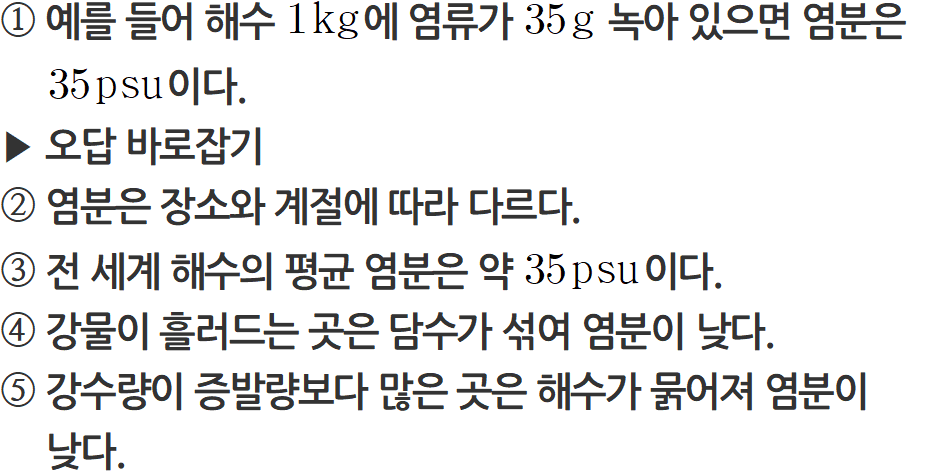 ① 예를 들어 해수 1kg에 염류가 35g 녹아 있으면 염분은
35psu이다.
▶ 오답 바로잡기
② 염분은 장소와 계절에 따라 다르다.
③ 전 세계 해수의 평균 염분은 약 35psu이다.
④ 강물이 흘러드는 곳은 담수가 섞여 염분이 낮다.
⑤ 강수량이 증발량보다 많은 곳은 해수가 묽어져 염분이
낮다.